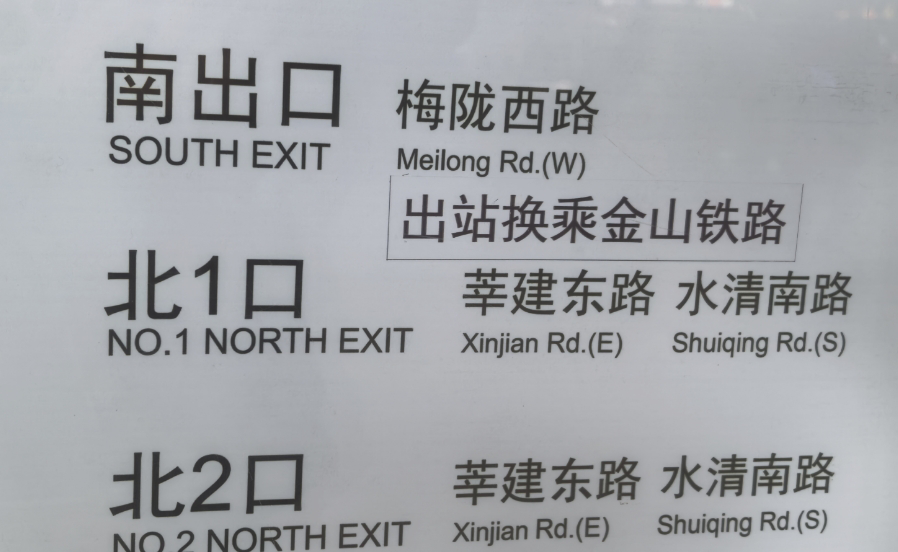 南出口 梅陇西路
SOUTH EXIT Meilong Rd.(W)
出站换乘金山铁路
北1口 莘建东路 水清南路
NO.1 NORTH EXIT Xinjian Rd.(E) Shuiqing Rd.(S)
北2口 莘建东路 水清南路
NO.2 NORTH EXIT Xinjian Rd.(E) Shuiqing Rd.(S)